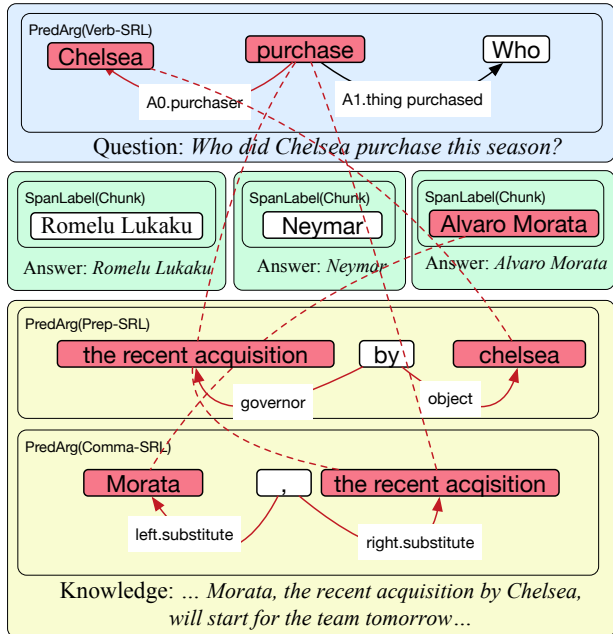 PredArg(Verb-SRL)
Chelsea purchase Who
A0.purchaser A1.thing purchased
Question: Who did Chelsea purchase this season?
SpanLabel(Chunk)
Romelu Lukaku
Answer: Romelu Lukaku
SpanLabel(Chunk)
Neymar
Answer: Neymar
SpanLabel(Chunk)
Alvaro Morata
Answer: Alvaro Morata
PredArg(Prep-SRL)
the recent acquisition by chelsea
governor object
PredArg(Comma-SRL)
Morata , the recent acqisition
left.substitute right.substitute
Knowledge: ... Morata, the recent acquisition by Chelsea,
will start for the team tomorrow...